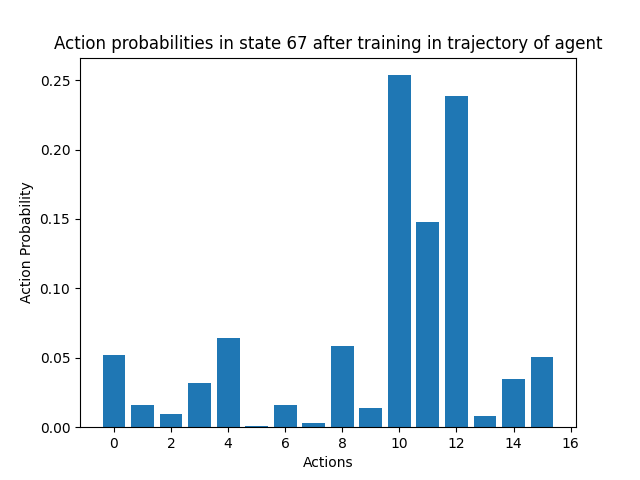 Action probabilities in state 67 after training in trajectory of agent
0.25
0.20
0.15
0.10
0.05
0.00
Action Probability
0 2 4 6 8 10 12 14 16
Actions